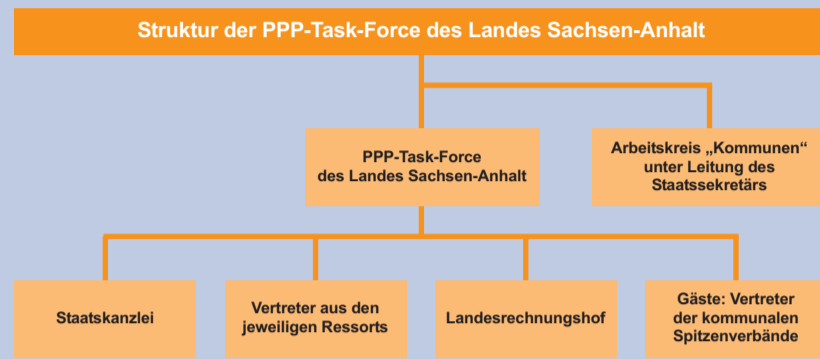 Struktur der PPP-Task-Force des Landes Sachsen-Anhalt
PPP-Task-Force
des Landes Sachsen-Anhalt
Arbeitskreis „Kommunen“
unter Leitung des
Staatssekretärs
Staatskanzlei
Vertreter aus den
jeweiligen Ressorts
Landesrechnungshof
Gäste: Vertreter
der kommunalen
Spitzenverbände